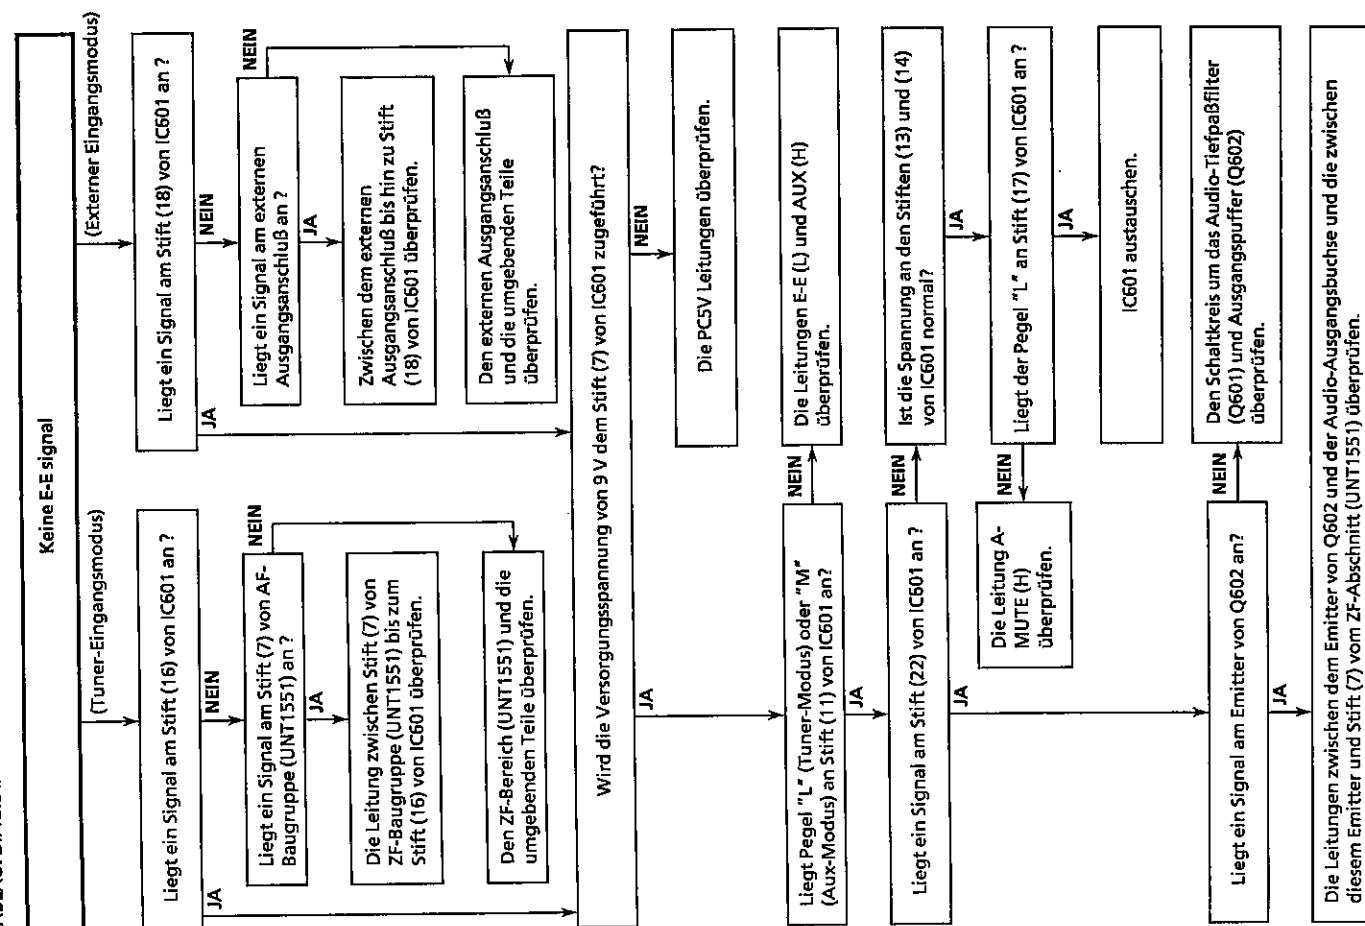 Keine E-E signal
(Tuner-Eingangsmodus)
Liegt ein Signal am Stift (16) von IC601 an ?
NEIN
JA
Liegt ein Signal am Stift (7) von AF-
Baugruppe (UNT1551) an ?
NEIN
JA
Die Leitung zwischen Stift (7) von
ZF-Baugruppe (UNT1551) bis zum
Stift (16) von IC601 überprüfen.
Den ZF-Bereich (UNT1551) und die
umgebenden Teile überprüfen.
(Externer Eingangsmodus)
Liegt ein Signal am Stift (18) von IC601 an ?
NEIN
JA
Liegt ein Signal am externen
Ausgangsanschluß an ?
NEIN
JA
Zwischen dem externen
Ausgangsanschluß bis hin zu Stift
(18) von IC601 überprüfen.
Den externen Ausgangsanschluß
und die umgebenden Teile
überprüfen.
Wird die Versorgungsspannung von 9 V dem Stift (7) von IC601 zugeführt?
JA
NEIN
Die PC5V Leitungen überprüfen.
Liegt Pegel "L" (Tuner-Modus) oder "M"
(Aux-Modus) an Stift (11) von IC601 an?
NEIN
JA
Die Leitungen E-E (L) und AUX (H)
überprüfen.
Liegt ein Signal am Stift (22) von IC601 an ?
NEIN
JA
Ist die Spannung an den Stiften (13) und (14)
von IC601 normal?
JA
Die Leitung A-
MUTE (H)
überprüfen.
NEIN
Liegt der Pegel "L" an Stift (17) von IC601 an ?
JA
IC601 austauschen.
Liegt ein Signal am Emitter von Q602 an?
NEIN
JA
Den Schaltkreis um das Audio-Tiefpaßfilter
(Q601) und Ausgangspuffer (Q602)
überprüfen.
Die Leitungen zwischen dem Emitter von Q602 und der Audio-Ausgangsbuchse und die zwischen
diesem Emitter und Stift (7) vom ZF-Abschnitt (UNT1551) überprüfen.